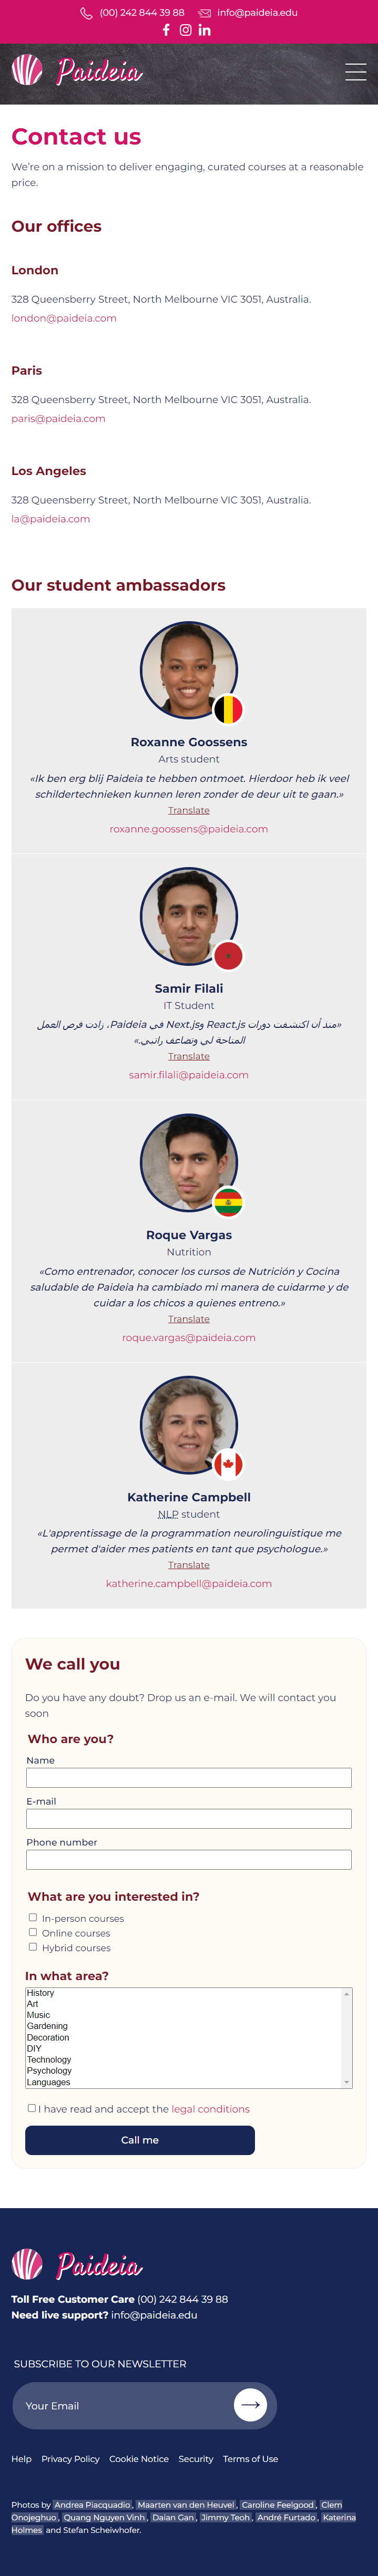 (00) 242 844 39 88 info@paideia.edu
Paideia
Contact us
We're on a mission to deliver engaging, curated courses at a reasonable
price.
Our offices
London
328 Queensberry Street, North Melbourne VIC 3051, Australia.
london@paideia.com
Paris
328 Queensberry Street, North Melbourne VIC 3051, Australia.
paris@paideia.com
Los Angeles
328 Queensberry Street, North Melbourne VIC 3051, Australia.
la@paideia.com
Our student ambassadors
Roxanne Goossens
Arts student
«Ik ben erg blij Paideia te hebben ontmoet. Hierdoor heb ik veel
schildertechnieken kunnen leren zonder de deur uit te gaan.»
Translate
roxanne.goossens@paideia.com
Samir Filali
IT Student
«منذ أن اكتشفت دورات React.js وNext.js في Paideia، زادت فرص العمل
المتاحة لي وتضاعف راتبي.»
Translate
samir.filali@paideia.com
Roque Vargas
Nutrition
«Como entrenador, conocer los cursos de Nutrición y Cocina
saludable de Paideia ha cambiado mi manera de cuidarme y de
cuidar a los chicos a quienes entreno.»
Translate
roque.vargas@paideia.com
Katherine Campbell
NLP student
«L'apprentissage de la programmation neurolinguistique me
permet d'aider mes patients en tant que psychologue.»
Translate
katherine.campbell@paideia.com
We call you
Do you have any doubt? Drop us an e-mail. We will contact you
soon
Who are you?
Name
E-mail
Phone number
What are you interested in?
In-person courses
Online courses
Hybrid courses
In what area?
History
Art
Music
Gardening
Decoration
DIY
Technology
Psychology
Languages
I have read and accept the legal conditions
Call me
Paideia
Toll Free Customer Care (00) 242 844 39 88
Need live support? info@paideia.edu
SUBSCRIBE TO OUR NEWSLETTER
Your Email
Help Privacy Policy Cookie Notice Security Terms of Use
Photos by Andrea Piacquadio, Maarten van den Heuvel, Caroline Feelgood, Clem
Onojeghuo, Quang Nguyen Vinh, Daian Gan, Jimmy Teoh, André Furtado, Katerina
Holmes and Stefan Scheiwhofer.